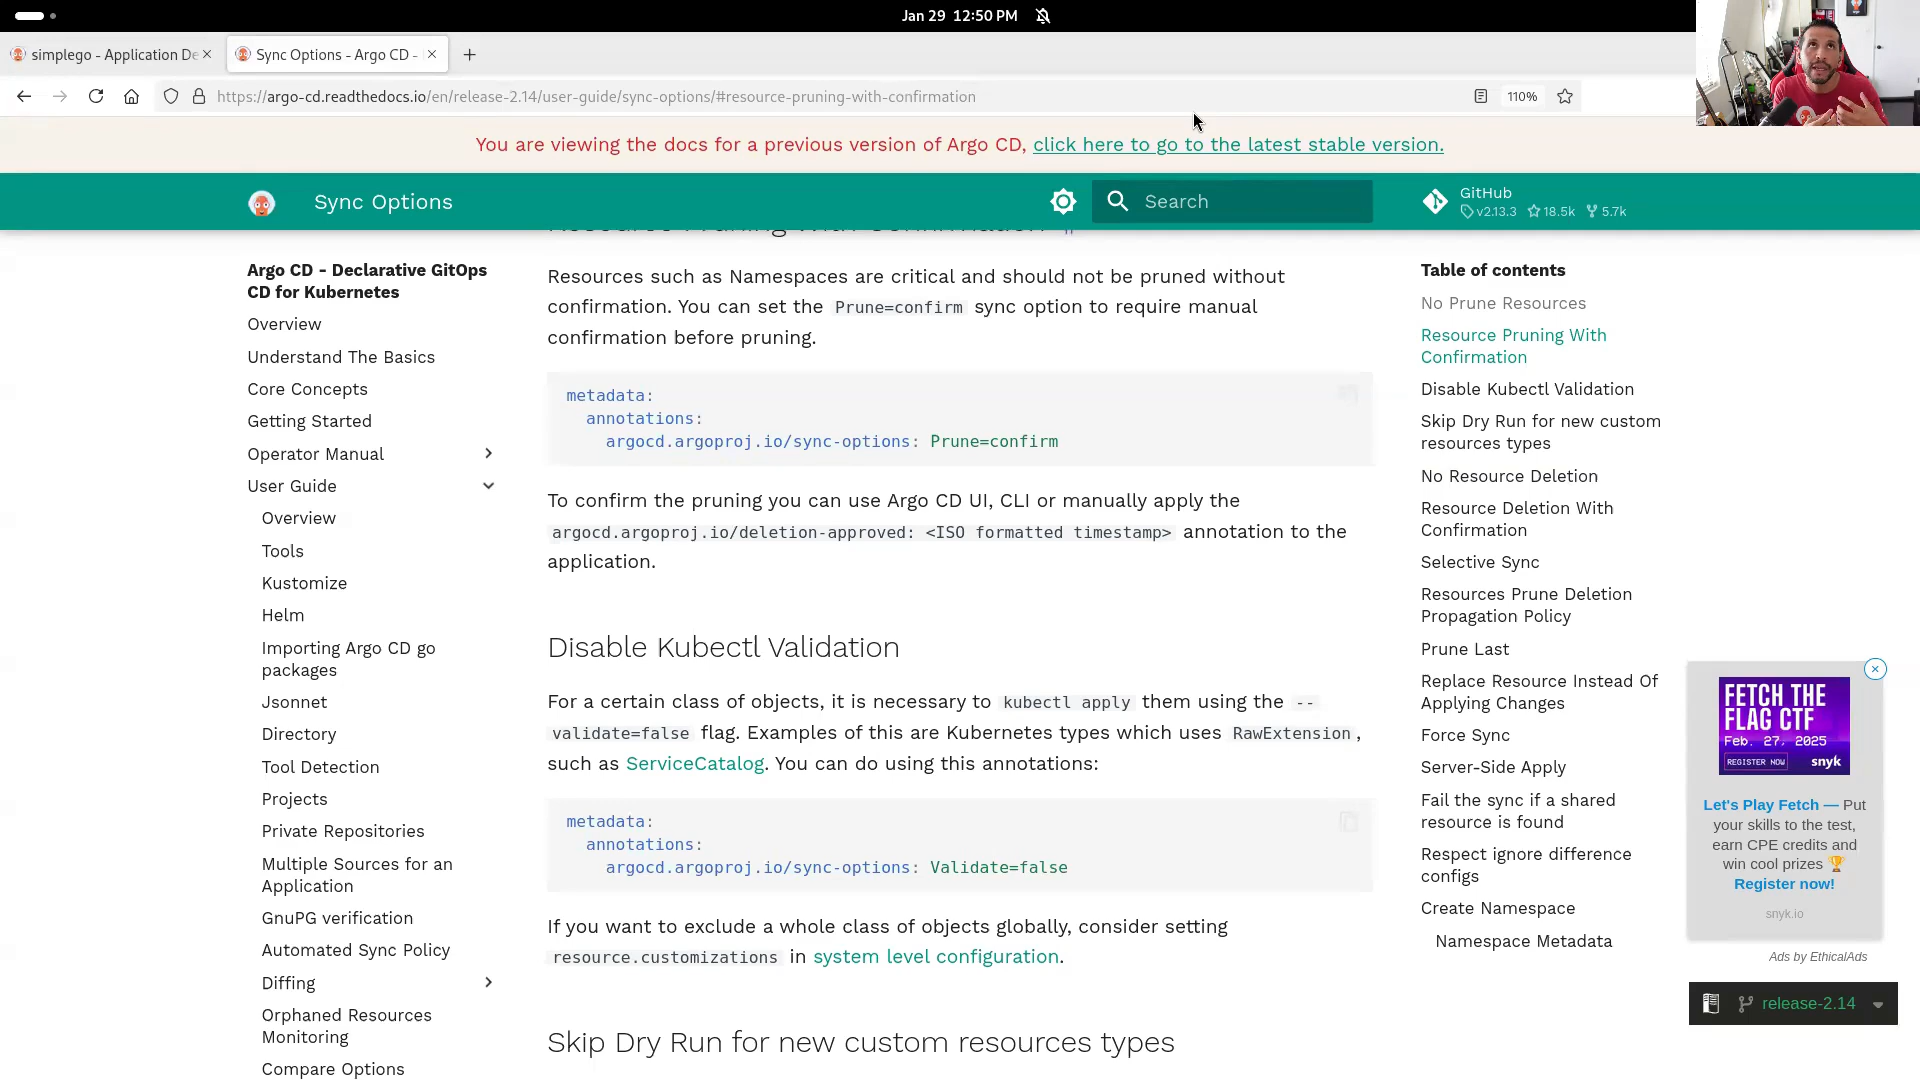 Jan 29 12:50 PM
simplego - Application De
Sync Options - Argo CD -
https://argo-cd.readthedocs.io/en/release-2.14/user-guide/sync-options/#resource-pruning-with-confirmation
110%
You are viewing the docs for a previous version of Argo CD, click here to go to the latest stable version.
Sync Options
Search
GitHub
v2.13.3 18.5k 5.7k
Argo CD - Declarative GitOps
CD for Kubernetes
Overview
Understand The Basics
Core Concepts
Getting Started
Operator Manual
User Guide
Overview
Tools
Kustomize
Helm
Importing Argo CD go
packages
Jsonnet
Directory
Tool Detection
Projects
Private Repositories
Multiple Sources for an
Application
GnuPG verification
Automated Sync Policy
Diffing
Orphaned Resources
Monitoring
Compare Options
Resource Pruning With Confirmation
Resources such as Namespaces are critical and should not be pruned without
confirmation. You can set the Prune=confirm sync option to require manual
confirmation before pruning.
metadata:
annotations:
argocd.argoproj.io/sync-options: Prune=confirm
To confirm the pruning you can use Argo CD UI, CLI or manually apply the
argocd.argoproj.io/deletion-approved: <ISO formatted timestamp> annotation to the
application.
Disable Kubectl Validation
For a certain class of objects, it is necessary to kubectl apply them using the --
validate=false flag. Examples of this are Kubernetes types which uses RawExtension,
such as ServiceCatalog. You can do using this annotations:
metadata:
annotations:
argocd.argoproj.io/sync-options: Validate=false
If you want to exclude a whole class of objects globally, consider setting
resource.customizations in system level configuration.
Skip Dry Run for new custom resources types
Table of contents
No Prune Resources
Resource Pruning With
Confirmation
Disable Kubectl Validation
Skip Dry Run for new custom
resources types
No Resource Deletion
Resource Deletion With
Confirmation
Selective Sync
Resources Prune Deletion
Propagation Policy
Prune Last
Replace Resource Instead Of
Applying Changes
Force Sync
Server-Side Apply
Fail the sync if a shared
resource is found
Respect ignore difference
configs
Create Namespace
Namespace Metadata
FETCH THE
FLAG CTF
Feb. 27, 2025
REGISTER NOW snyk
Let's Play Fetch — Put
your skills to the test,
earn CPE credits and
win cool prizes 🏆
Register now!
snyk.io
Ads by EthicalAds
release-2.14